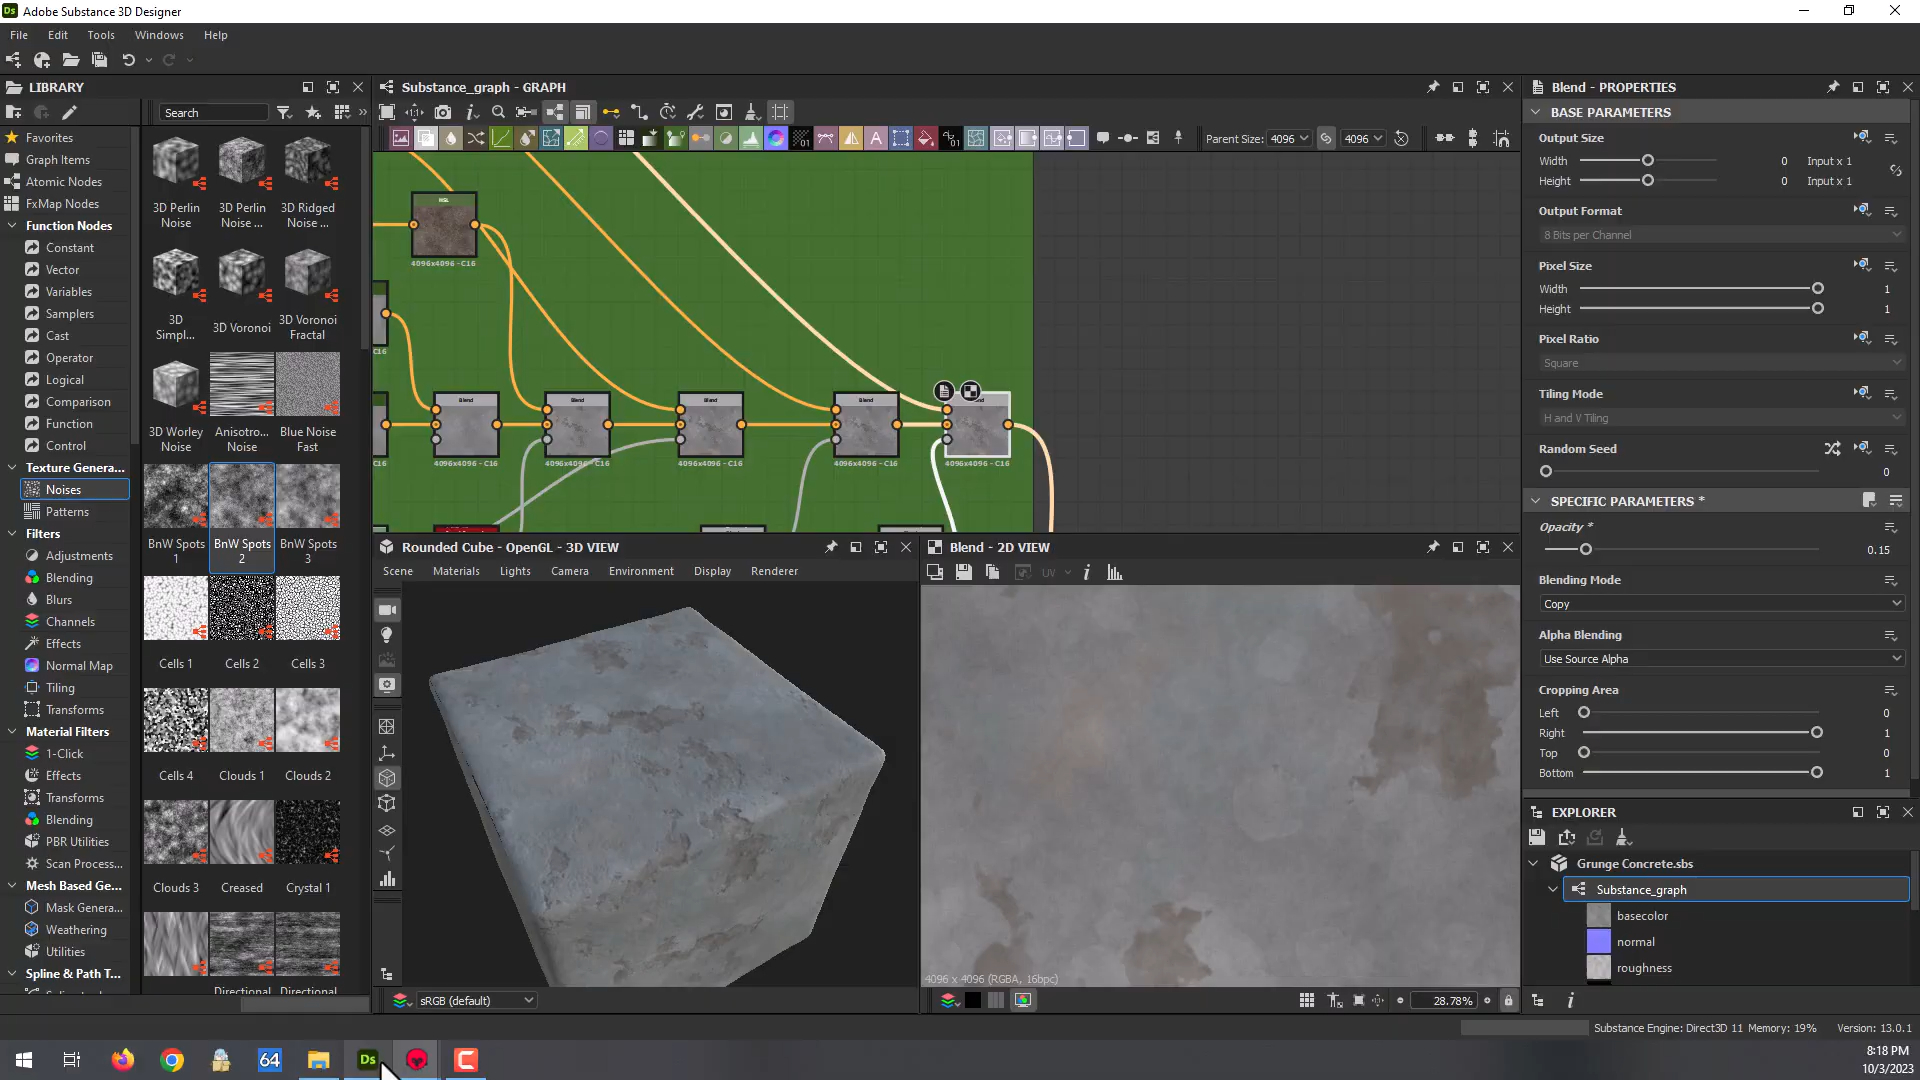 Ds Adobe Substance 3D Designer
File Edit Tools Windows Help
LIBRARY
Search
Favorites
Graph Items
Atomic Nodes
FxMap Nodes
Function Nodes
Constant
Vector
Variables
Samplers
Cast
Operator
Logical
Comparison
Function
Control
Texture Genera...
Noises
Patterns
Filters
Adjustments
Blending
Blurs
Channels
Effects
Normal Map
Tiling
Transforms
Material Filters
1-Click
Effects
Transforms
Blending
PBR Utilities
Scan Process...
Mesh Based Ge...
Mask Genera...
Weathering
Utilities
Spline & Path T...
3D Perlin Noise
3D Perlin Noise ...
3D Ridged Noise ...
3D Simpl...
3D Voronoi
3D Voronoi Fractal
3D Worley Noise
Anisotro... Noise
Blue Noise Fast
BnW Spots 1
BnW Spots 2
BnW Spots 3
Cells 1
Cells 2
Cells 3
Cells 4
Clouds 1
Clouds 2
Clouds 3
Creased
Crystal 1
Directional
Directional
Substance_graph - GRAPH
Parent Size: 4096 4096
HSL
4096x4096 - C16
C16
Blend
Blend
Blend
Blend
C16
4096x4096 - C16
4096x4096 - C16
4096x4096 - C16
4096x4096 - C16
4096x4096 - C16
Rounded Cube - OpenGL - 3D VIEW
Scene Materials Lights Camera Environment Display Renderer
sRGB (default)
Blend - 2D VIEW
UV
4096 x 4096 (RGBA, 16bpc)
28.78%
Blend - PROPERTIES
BASE PARAMETERS
Output Size
Width 0 Input x 1
Height 0 Input x 1
Output Format
8 Bits per Channel
Pixel Size
Width 1
Height 1
Pixel Ratio
Square
Tiling Mode
H and V Tiling
Random Seed
0
SPECIFIC PARAMETERS *
Opacity *
0.15
Blending Mode
Copy
Alpha Blending
Use Source Alpha
Cropping Area
Left 0
Right 1
Top 0
Bottom 1
EXPLORER
Grunge Concrete.sbs
Substance_graph
basecolor
normal
roughness
Substance Engine: Direct3D 11 Memory: 19% Version: 13.0.1
64
Ds
8:18 PM
10/3/2023